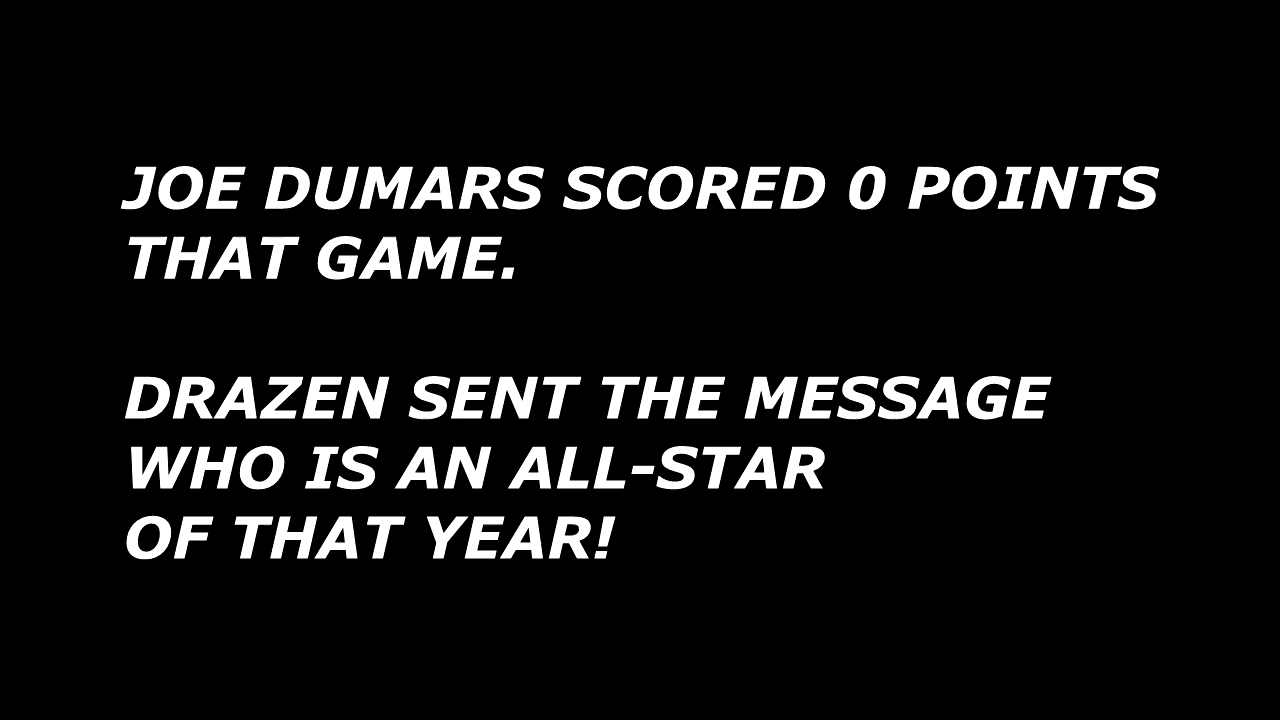 JOE DUMARS SCORED 0 POINTS
THAT GAME.
DRAZEN SENT THE MESSAGE
WHO IS AN ALL-STAR
OF THAT YEAR!